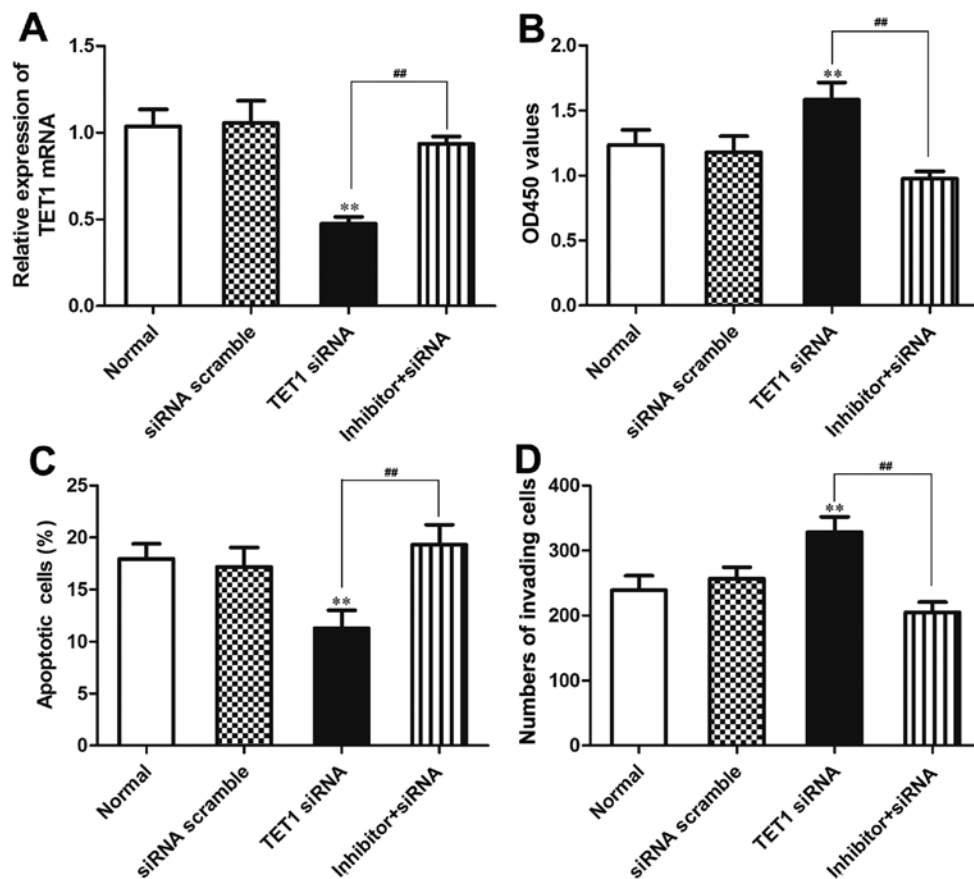 A
Relative expression of
TET1 mRNA
1.5
1.0
0.5
0.0
**
##
Normal
siRNA scramble
TET1 siRNA
Inhibitor+siRNA
B
OD450 values
2.0
1.5
1.0
0.5
0.0
**
##
Normal
siRNA scramble
TET1 siRNA
Inhibitor+siRNA
C
Apoptotic cells (%)
25
20
15
10
5
0
**
##
Normal
siRNA scramble
TET1 siRNA
Inhibitor+siRNA
D
Numbers of invading cells
400
300
200
100
0
**
##
Normal
siRNA scramble
TET1 siRNA
Inhibitor+siRNA